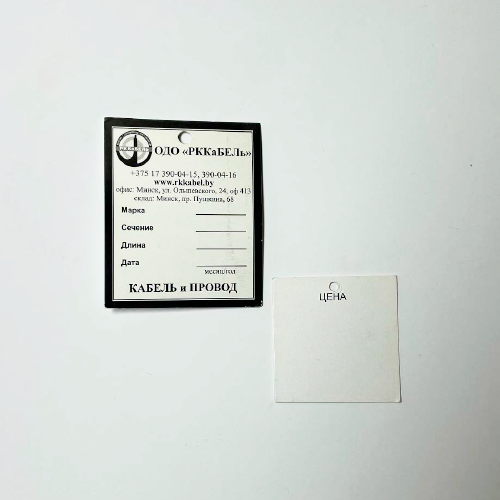 ОДО «РККаБЕЛь»
+375 17 390-04-15, 390-04-16
www.rkkabel.by
офис: Минск, ул. Ольшевского, 24, оф 413
склад: Минск, пр. Пушкина, 68
Марка
Сечение
Длина
Дата
месяц/год
КАБЕЛЬ и ПРОВОД
ЦЕНА